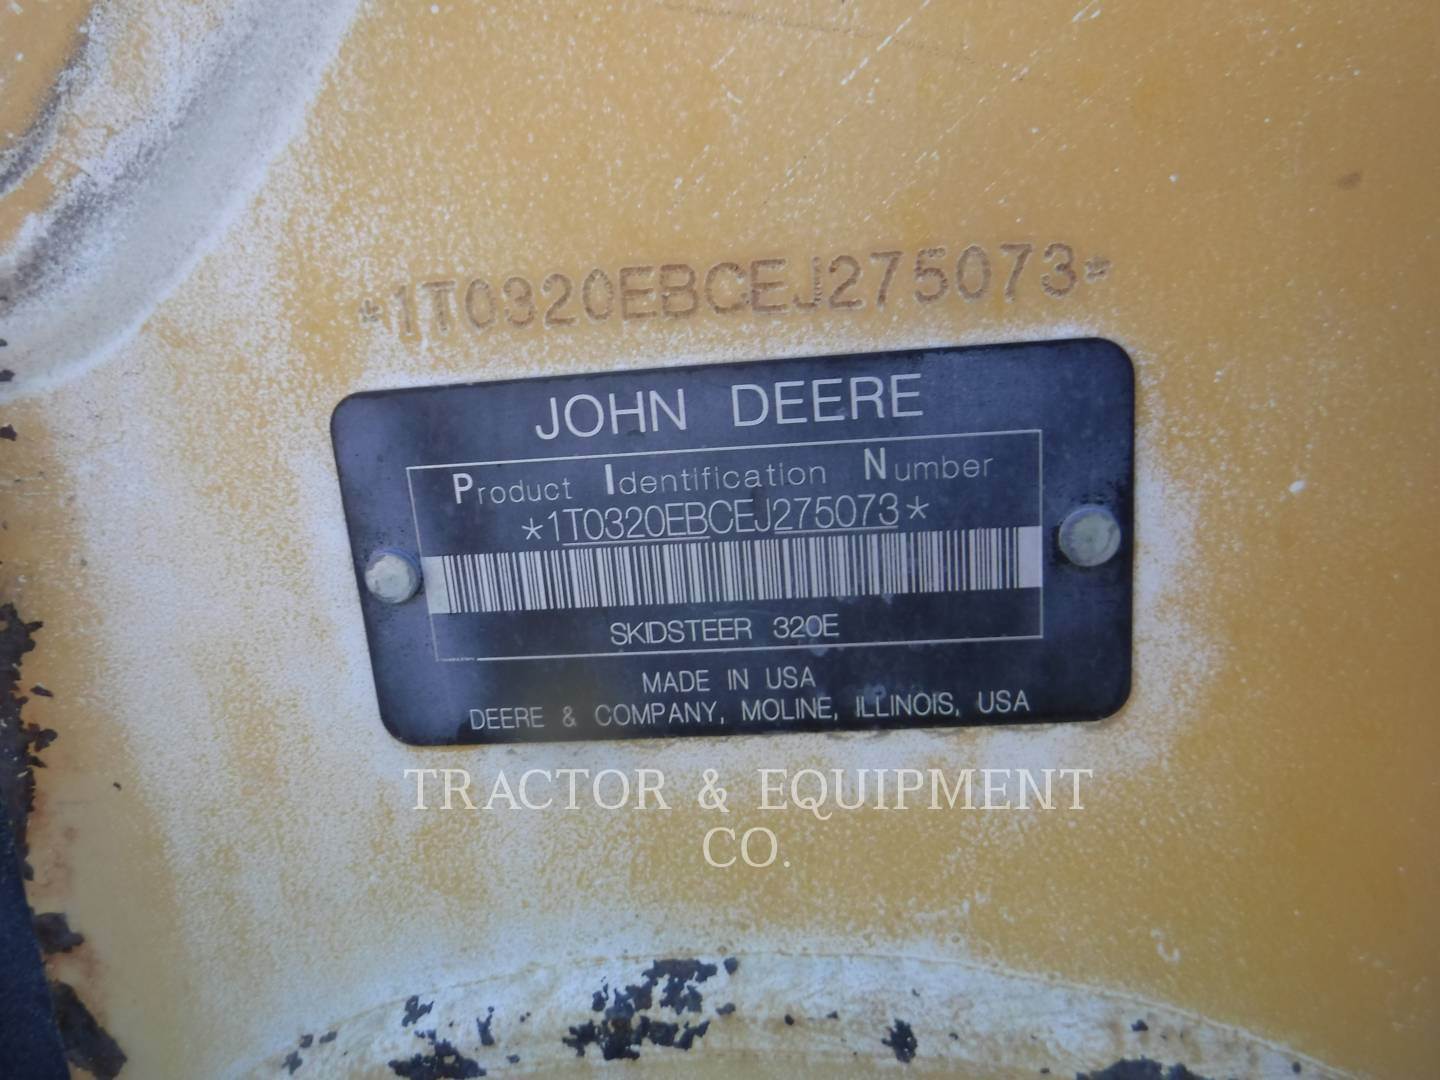 *1T0320EBCEJ275073*
JOHN DEERE
Product Identification Number
*1T0320EBCEJ275073*
SKIDSTEER 320E
MADE IN USA
DEERE & COMPANY, MOLINE, ILLINOIS, USA
TRACTOR & EQUIPMENT
CO.